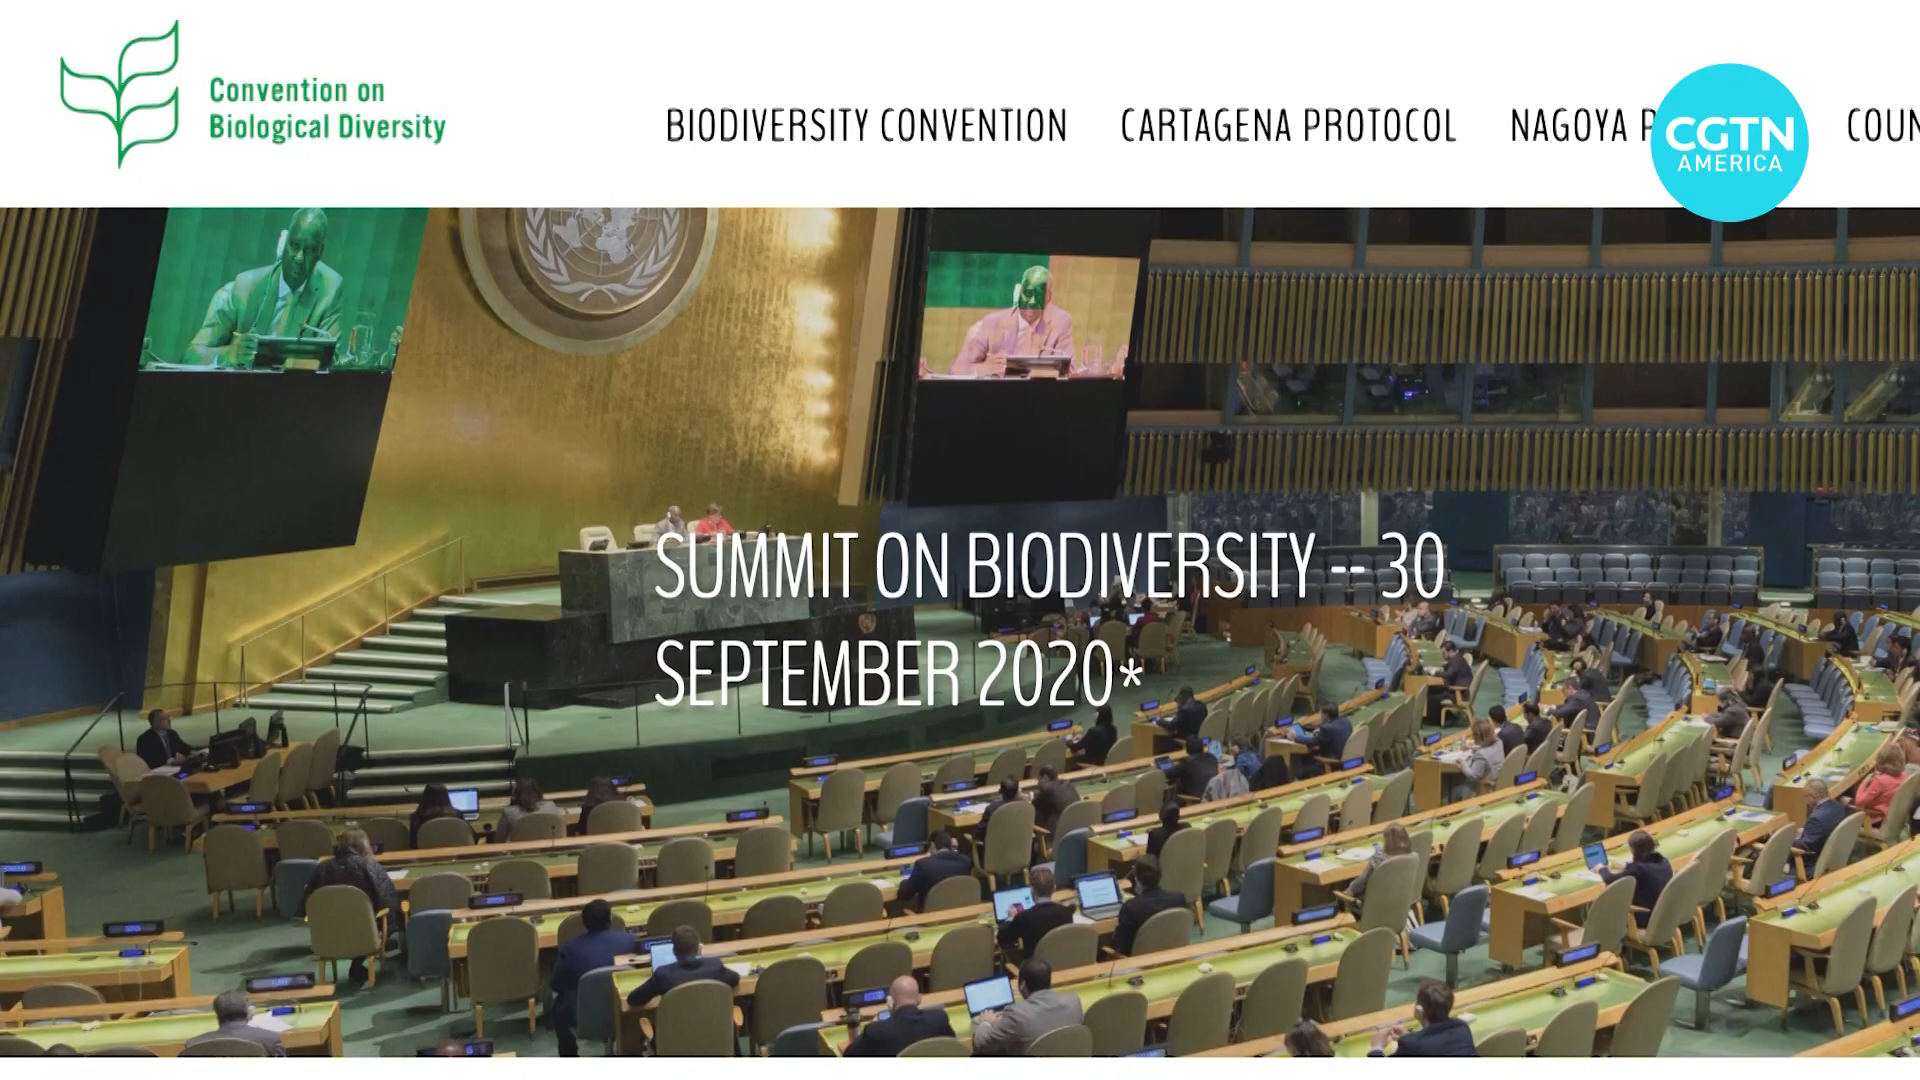 Convention on
Biological Diversity
BIODIVERSITY CONVENTION CARTAGENA PROTOCOL NAGOYA P COUN
CGTN
AMERICA
SUMMIT ON BIODIVERSITY -- 30
SEPTEMBER 2020*